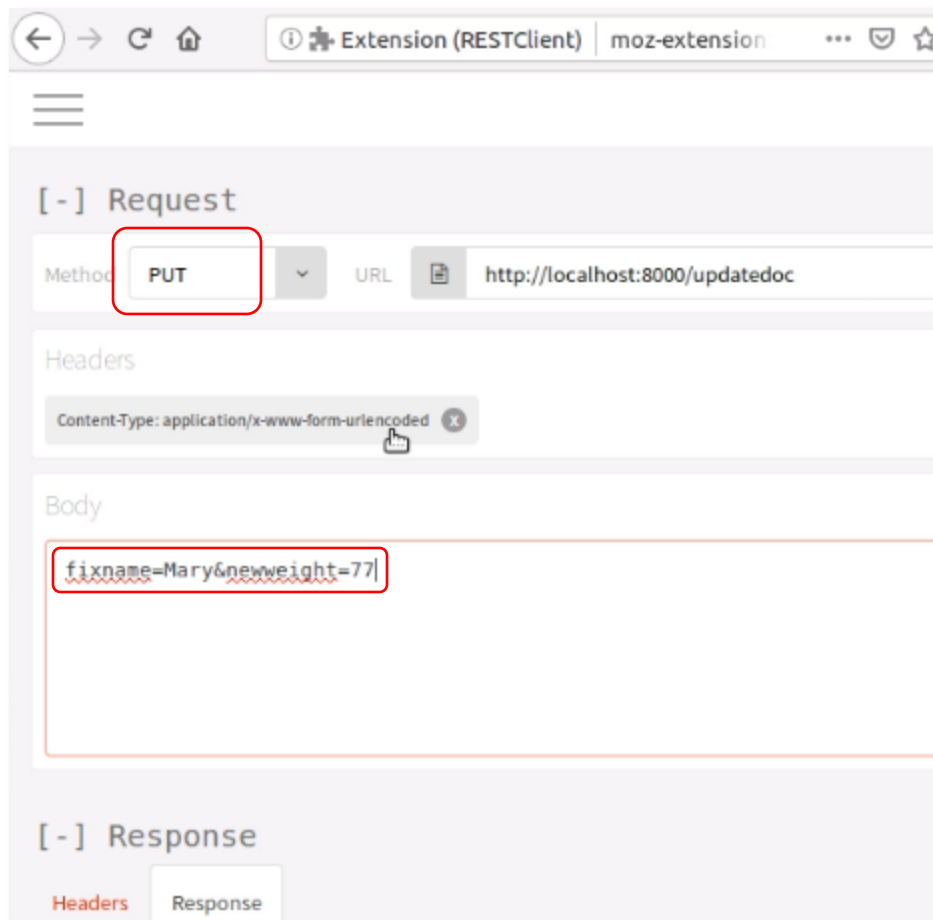 Extension (RESTClient) moz-extension: ...
[-] Request
Method PUT URL http://localhost:8000/updatedoc
Headers
Content-Type: application/x-www-form-urlencoded x
Body
fixname=Mary&newweight=77
[-] Response
Headers Response